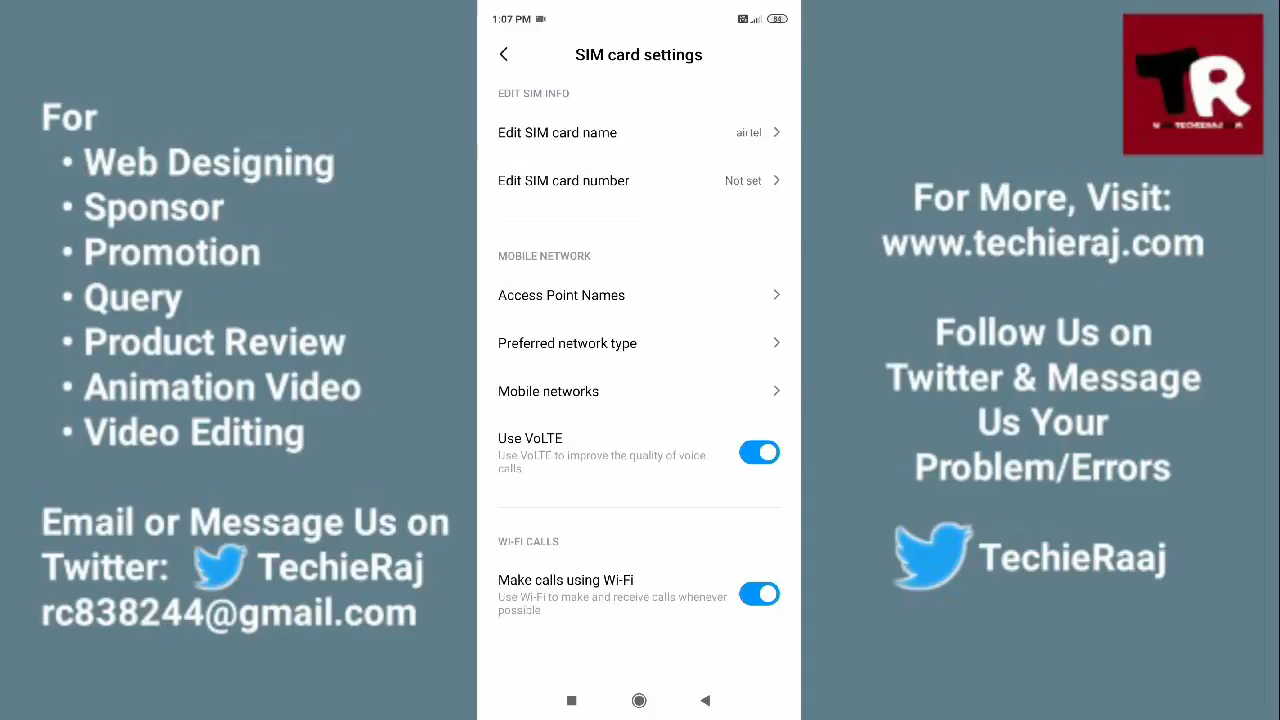 For
• Web Designing
• Sponsor
• Promotion
• Query
• Product Review
• Animation Video
• Video Editing
Email or Message Us on
Twitter: TechieRaj
rc838244@gmail.com
1:07 PM
84
SIM card settings
EDIT SIM INFO
Edit SIM card name airtel
Edit SIM card number Not set
MOBILE NETWORK
Access Point Names
Preferred network type
Mobile networks
Use VoLTE
Use VoLTE to improve the quality of voice
calls
WI-FI CALLS
Make calls using Wi-Fi
Use Wi-Fi to make and receive calls whenever
possible
TR
For More, Visit:
www.techieraj.com
Follow Us on
Twitter & Message
Us Your
Problem/Errors
TechieRaaj